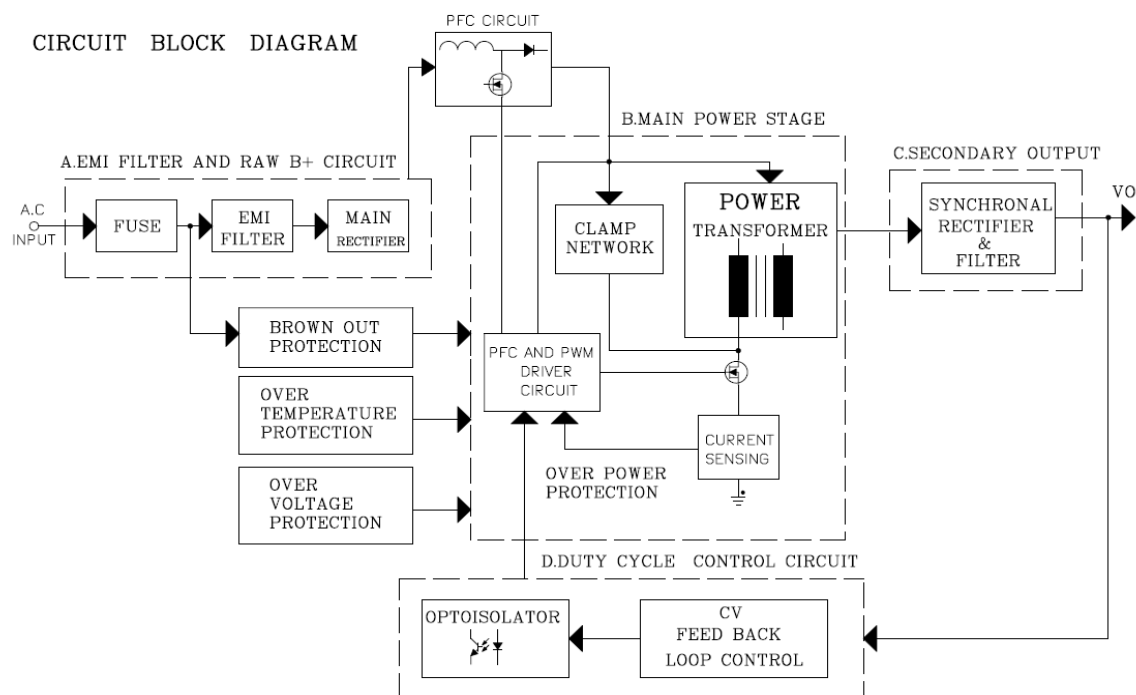 CIRCUIT BLOCK DIAGRAM
PFC CIRCUIT
B.MAIN POWER STAGE
A.EMI FILTER AND RAW B+ CIRCUIT
C.SECONDARY OUTPUT
A.C
INPUT
FUSE
EMI
FILTER
MAIN
RECTIFIER
CLAMP
NETWORK
POWER
TRANSFORMER
SYNCHRONAL
RECTIFIER
&
FILTER
VO
BROWN OUT
PROTECTION
PFC AND PWM
DRIVER
CIRCUIT
OVER
TEMPERATURE
PROTECTION
CURRENT
SENSING
OVER POWER
PROTECTION
OVER
VOLTAGE
PROTECTION
D.DUTY CYCLE CONTROL CIRCUIT
OPTOISOLATOR
CV
FEED BACK
LOOP CONTROL